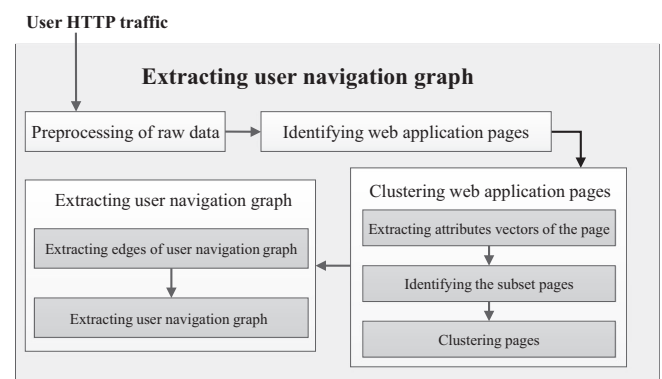 User HTTP traffic
Extracting user navigation graph
Preprocessing of raw data
Identifying web application pages
Clustering web application pages
Extracting attributes vectors of the page
Identifying the subset pages
Clustering pages
Extracting user navigation graph
Extracting edges of user navigation graph
Extracting user navigation graph